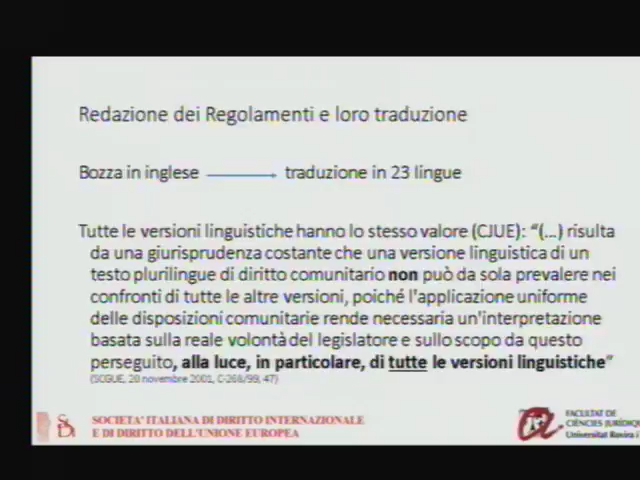 Redazione dei Regolamenti e loro traduzione
Bozza in inglese → traduzione in 23 lingue
Tutte le versioni linguistiche hanno lo stesso valore (CJUE): "(...) risulta
da una giurisprudenza costante che una versione linguistica di un
testo plurilingue di diritto comunitario non può da sola prevalere nei
confronti di tutte le altre versioni, poiché l'applicazione uniforme
delle disposizioni comunitarie rende necessaria un'interpretazione
basata sulla reale volontà del legislatore e sullo scopo da questo
perseguito, alla luce, in particolare, di tutte le versioni linguistiche"
(SCGUE, 20 novembre 2001, C-268/99, 47)
SOCIETA' ITALIANA DI DIRITTO INTERNAZIONALE
E DI DIRITTO DELL'UNIONE EUROPEA
FACULTAT DE
CIÈNCIES JURÍDIQU
Universitat Rovira i